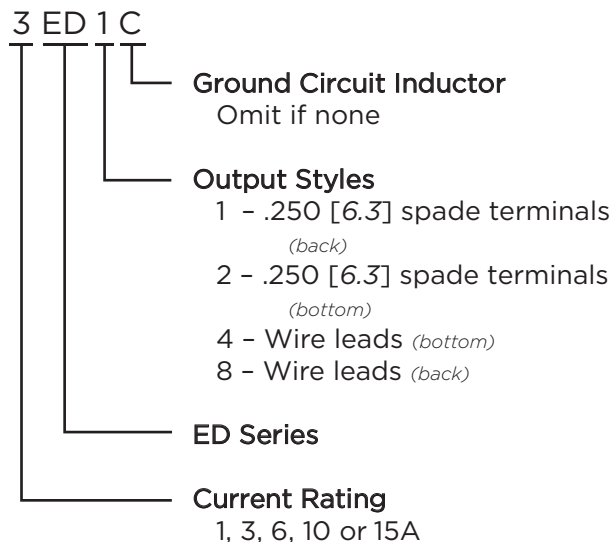 3 ED 1 C
Ground Circuit Inductor
Omit if none
Output Styles
1 – .250 [6.3] spade terminals
(back)
2 – .250 [6.3] spade terminals
(bottom)
4 – Wire leads (bottom)
8 – Wire leads (back)
ED Series
Current Rating
1, 3, 6, 10 or 15A